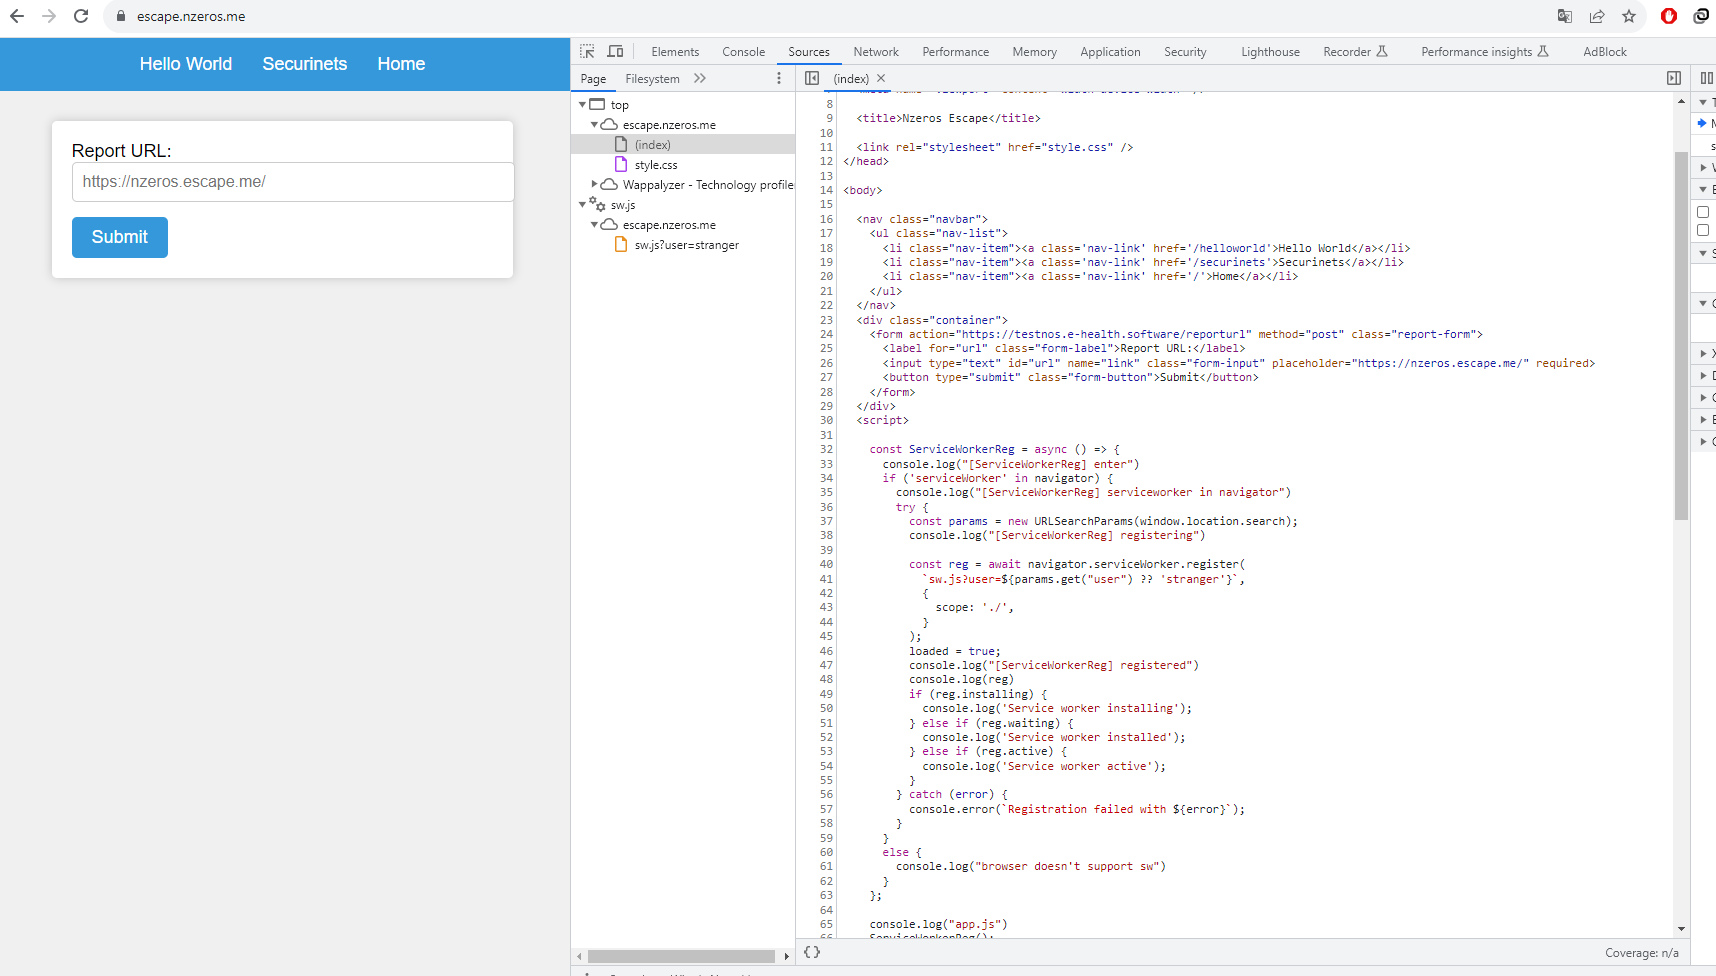 escape.nzeros.me
Hello World Securinets Home
Report URL:
https://nzeros.escape.me/
Submit
Elements Console Sources Network Performance Memory Application Security Lighthouse Recorder Performance insights AdBlock
Page Filesystem
(index)
top
escape.nzeros.me
(index)
style.css
Wappalyzer - Technology profile
sw.js
escape.nzeros.me
sw.js?user=stranger
8
9 <title>Nzeros Escape</title>
10
11 <link rel="stylesheet" href="style.css" />
12 </head>
13
14 <body>
15
16 <nav class="navbar">
17 <ul class="nav-list">
18 <li class="nav-item"><a class='nav-link' href='/helloworld'>Hello World</a></li>
19 <li class="nav-item"><a class='nav-link' href='/securinets'>Securinets</a></li>
20 <li class="nav-item"><a class='nav-link' href='/'>Home</a></li>
21 </ul>
22 </nav>
23 <div class="container">
24 <form action="https://testnos.e-health.software/reporturl" method="post" class="report-form">
25 <label for="url" class="form-label">Report URL:</label>
26 <input type="text" id="url" name="link" class="form-input" placeholder="https://nzeros.escape.me/" required>
27 <button type="submit" class="form-button">Submit</button>
28 </form>
29 </div>
30 <script>
31
32 const ServiceWorkerReg = async () => {
33 console.log("[ServiceWorkerReg] enter")
34 if ('serviceWorker' in navigator) {
35 console.log("[ServiceWorkerReg] serviceworker in navigator")
36 try {
37 const params = new URLSearchParams(window.location.search);
38 console.log("[ServiceWorkerReg] registering")
39
40 const reg = await navigator.serviceWorker.register(
41 `sw.js?user=${params.get("user") ?? 'stranger'}`,
42 {
43 scope: './',
44 }
45 );
46 loaded = true;
47 console.log("[ServiceWorkerReg] registered")
48 console.log(reg)
49 if (reg.installing) {
50 console.log('Service worker installing');
51 } else if (reg.waiting) {
52 console.log('Service worker installed');
53 } else if (reg.active) {
54 console.log('Service worker active');
55 }
56 } catch (error) {
57 console.error(`Registration failed with ${error}`);
58 }
59 }
60 else {
61 console.log("browser doesn't support sw")
62 }
63 };
64
65 console.log("app.js")
66 ServiceWorkerReg();
{} Coverage: n/a